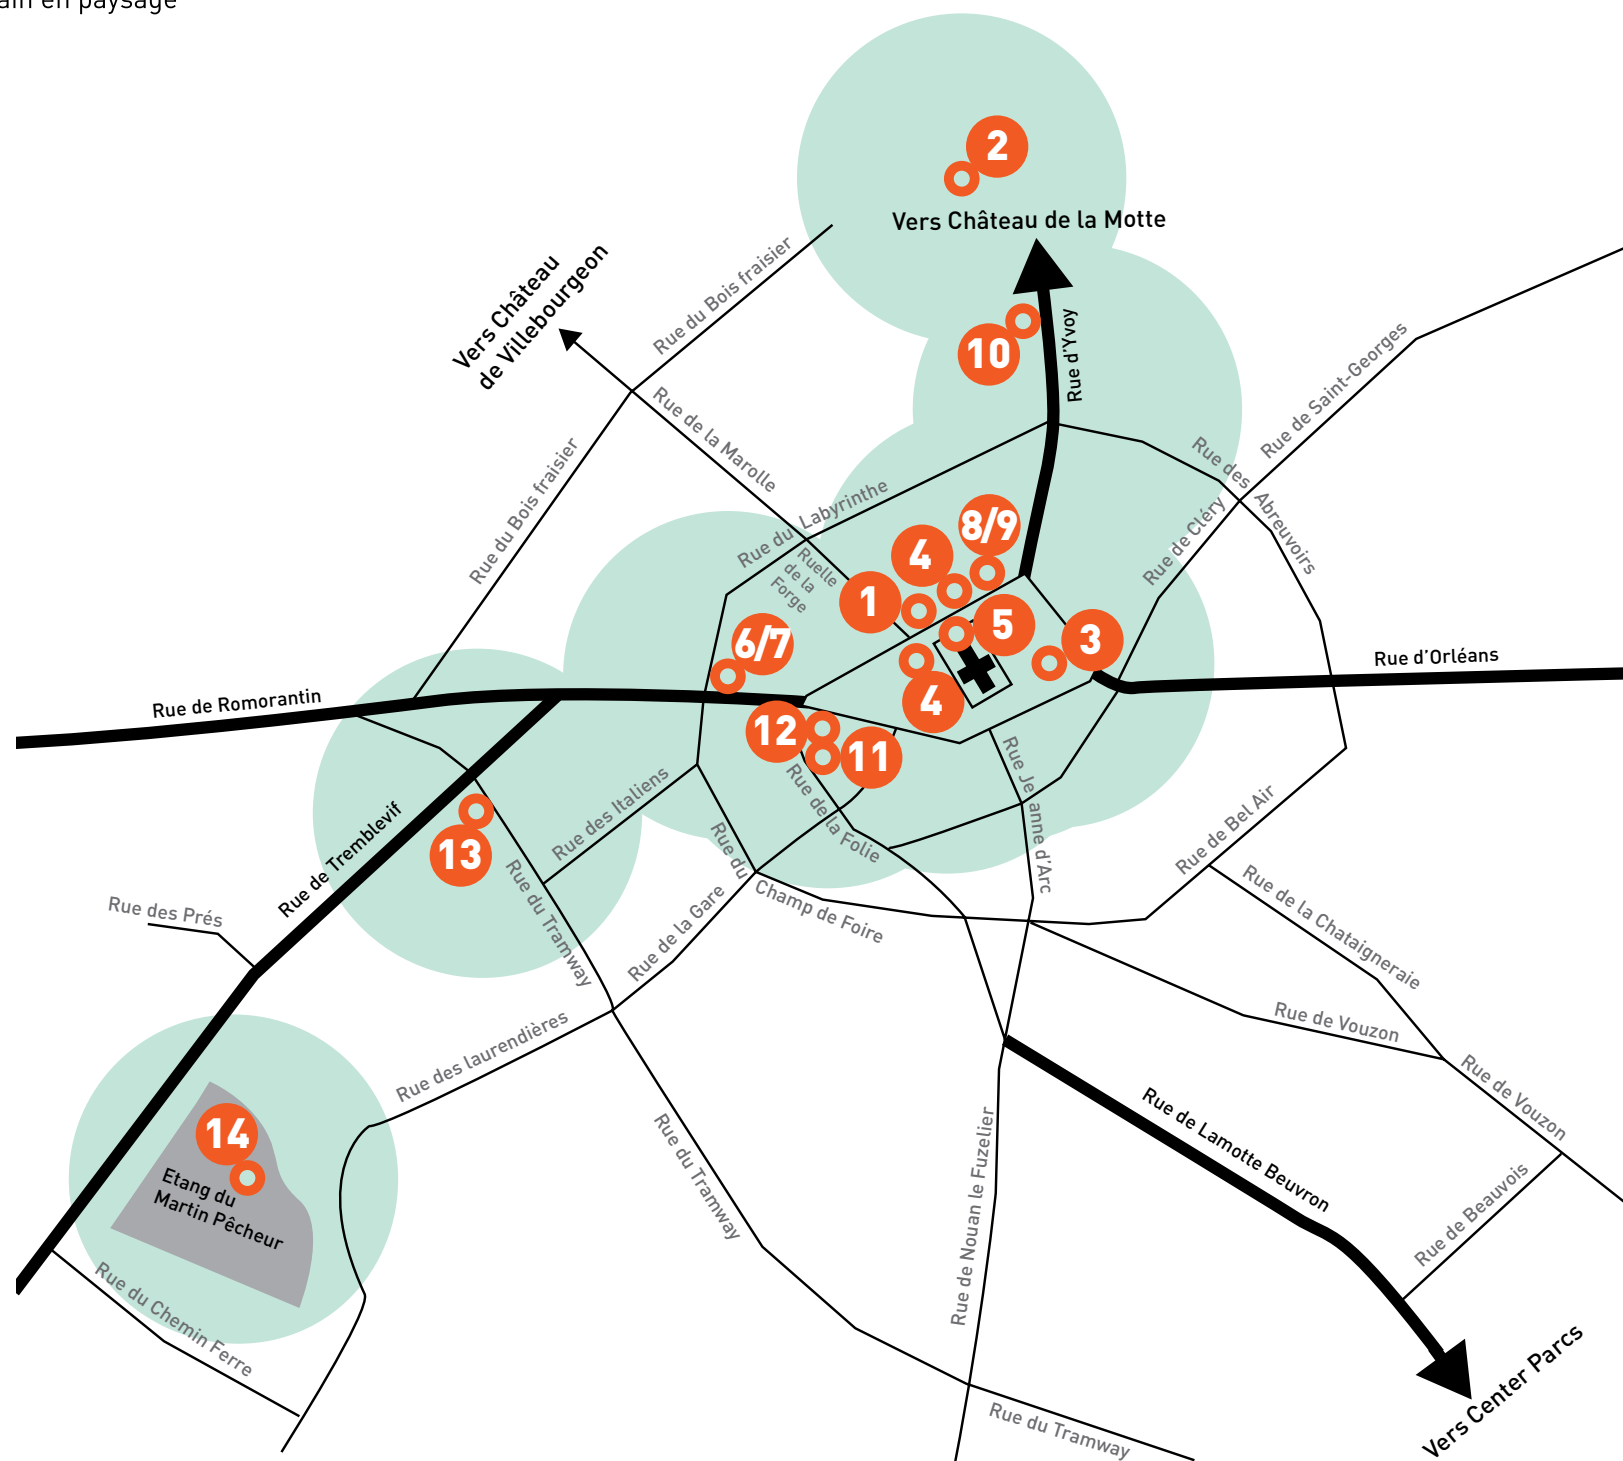 ain en paysage
2
Vers Château de la Motte
Vers Château
de Villebourgeon
Rue du Bois fraisier
10
Rue d'Yvoy
Rue de Saint-Georges
Rue de la Marolle
Rue du Bois fraisier
Rue des Abreuvoirs
Rue de Cléry
Rue du Labyrinthe
Ruelle
de la
Forge
8/9
4
1
5
3
6/7
4
Rue d'Orléans
Rue de Romorantin
12
11
Rue Jeanne d'Arc
Rue de la Folie
Rue des Italiens
Rue de Bel Air
13
Rue de Tremblevif
Rue du Champ de Foire
Rue du Tramway
Rue des Prés
Rue de la Gare
Rue de la Chataigneraie
Rue de Vouzon
Rue des laurendières
Rue de Vouzon
14
Etang du
Martin Pêcheur
Rue du Tramway
Rue de Nouan le Fuzelier
Rue de Lamotte Beuvron
Rue de Beauvois
Rue du Chemin Ferre
Vers Center Parcs
Rue du Tramway